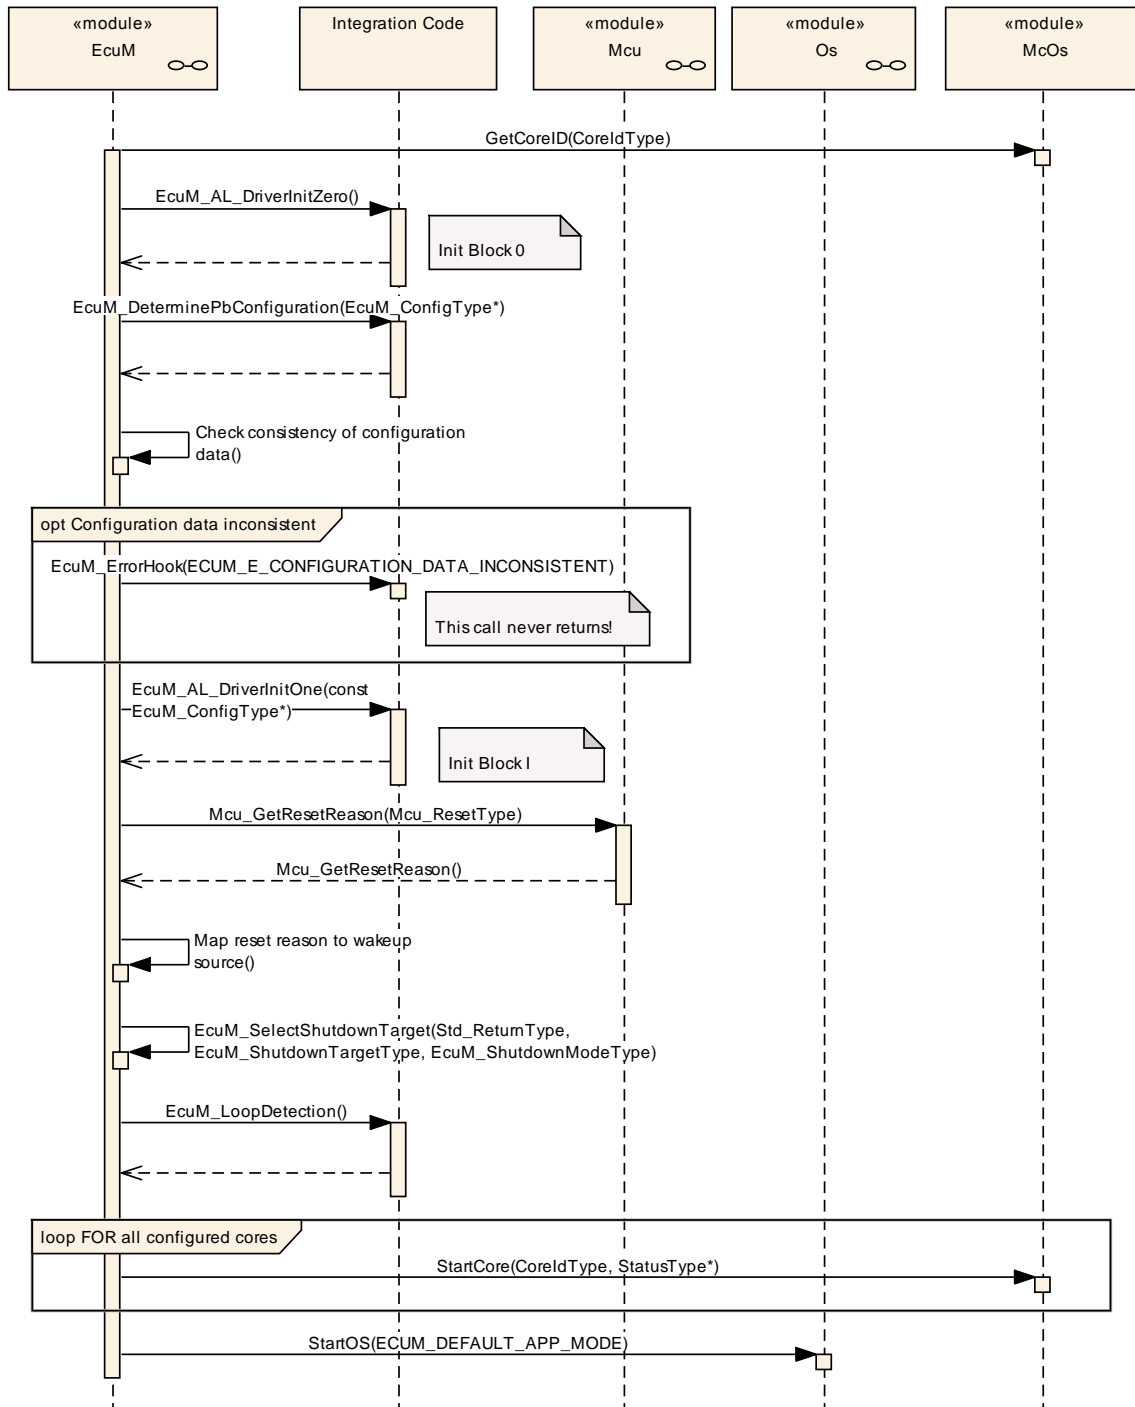 «module»
EcuM
Integration Code
«module»
Mcu
«module»
Os
«module»
McOs
GetCoreID(CoreIdType)
EcuM_AL_DriverInitZero()
Init Block 0
EcuM_DeterminePbConfiguration(EcuM_ConfigType*)
Check consistency of configuration
data()
opt Configuration data inconsistent
EcuM_ErrorHook(ECUM_E_CONFIGURATION_DATA_INCONSISTENT)
This call never returns!
EcuM_AL_DriverInitOne(const
EcuM_ConfigType*)
Init Block I
Mcu_GetResetReason(Mcu_ResetType)
Mcu_GetResetReason()
Map reset reason to wakeup
source()
EcuM_SelectShutdownTarget(Std_ReturnType,
EcuM_ShutdownTargetType, EcuM_ShutdownModeType)
EcuM_LoopDetection()
loop FOR all configured cores
StartCore(CoreIdType, StatusType*)
StartOS(ECUM_DEFAULT_APP_MODE)